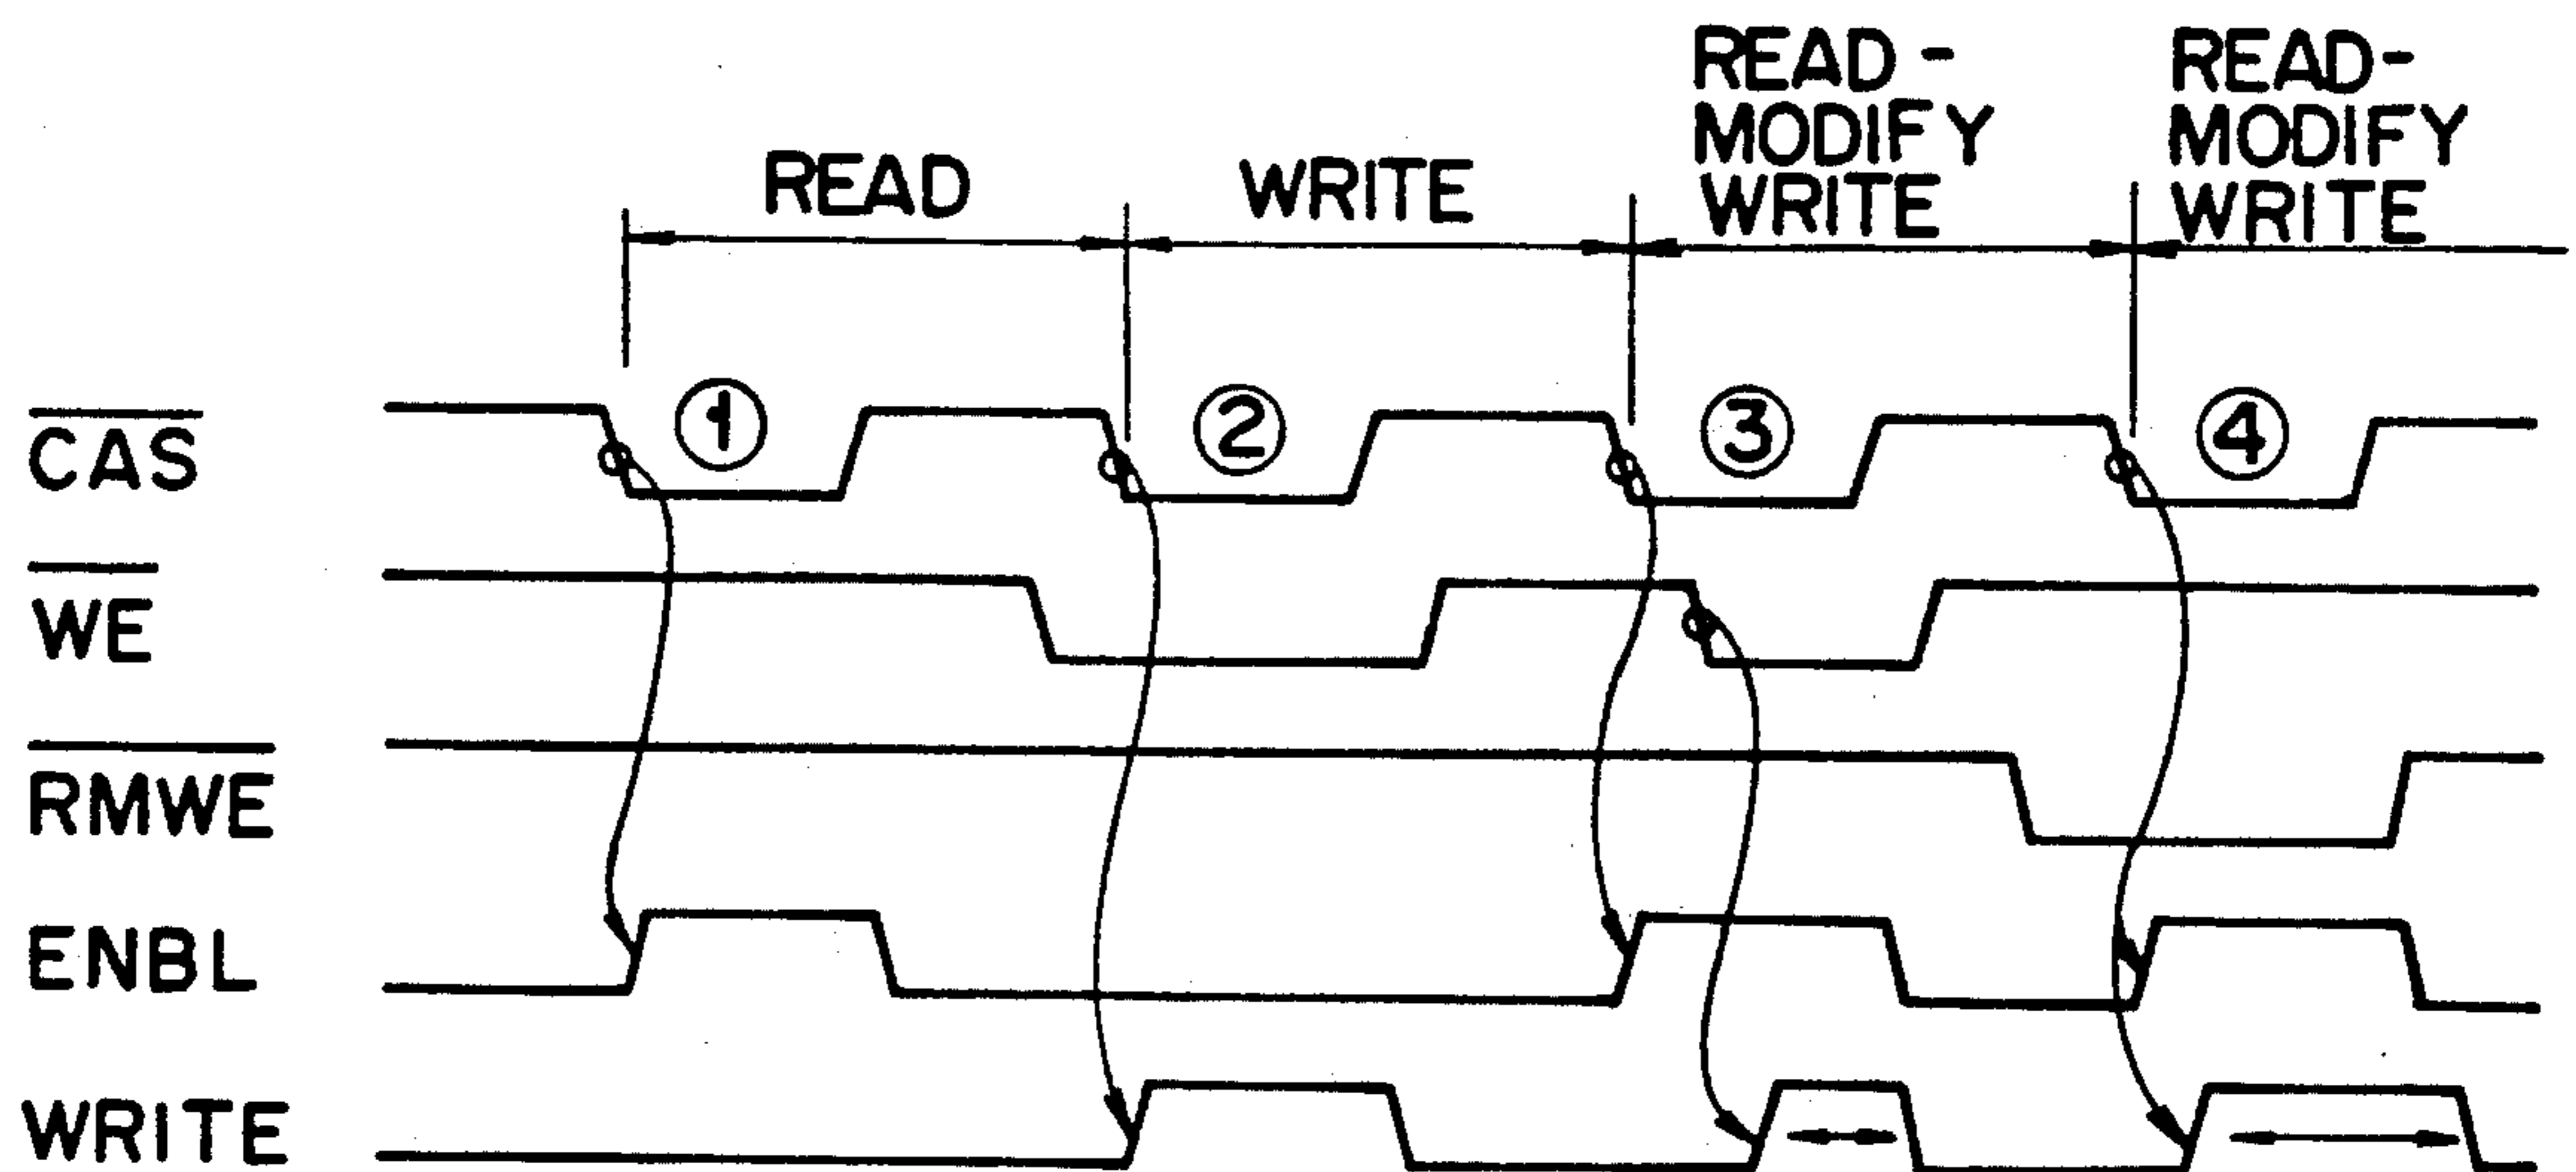 READ
WRITE
READ-
MODIFY
WRITE
READ-
MODIFY
WRITE
CAS
1
2
3
4
WE
RMWE
ENBL
WRITE